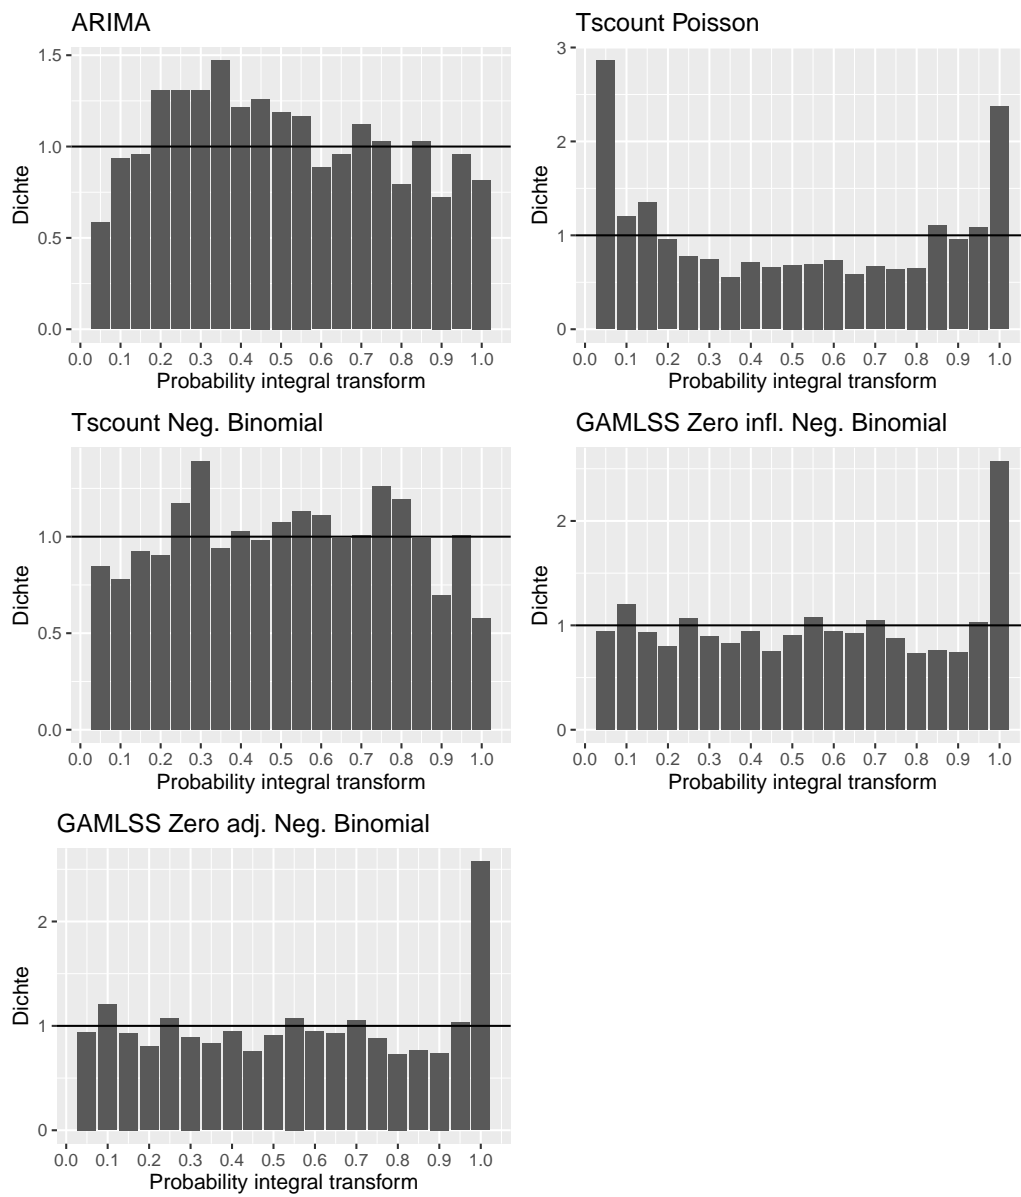 ARIMA
1.5
1.0
0.5
0.0
Dichte
0.0 0.1 0.2 0.3 0.4 0.5 0.6 0.7 0.8 0.9 1.0
Probability integral transform
Tscount Poisson
3
2
1
0
Dichte
0.0 0.1 0.2 0.3 0.4 0.5 0.6 0.7 0.8 0.9 1.0
Probability integral transform
Tscount Neg. Binomial
1.0
0.5
0.0
Dichte
0.0 0.1 0.2 0.3 0.4 0.5 0.6 0.7 0.8 0.9 1.0
Probability integral transform
GAMLSS Zero infl. Neg. Binomial
2
1
0
Dichte
0.0 0.1 0.2 0.3 0.4 0.5 0.6 0.7 0.8 0.9 1.0
Probability integral transform
GAMLSS Zero adj. Neg. Binomial
2
1
0
Dichte
0.0 0.1 0.2 0.3 0.4 0.5 0.6 0.7 0.8 0.9 1.0
Probability integral transform